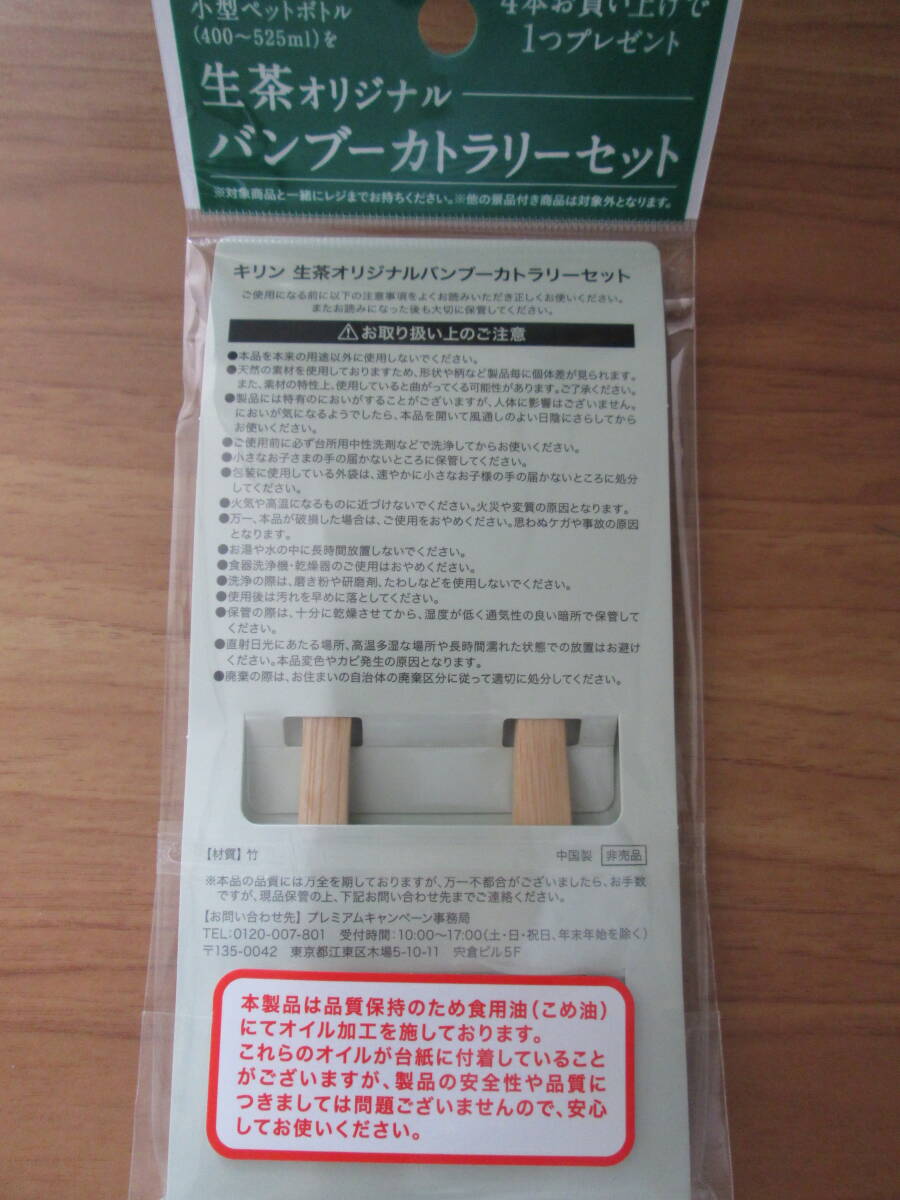 小型ペットボトル
(400～525ml)を
4本お買い上げで
1つプレゼント
生茶オリジナル
バンブーカトラリーセット
※対象商品と一緒にレジまでお持ちください。※他の景品付き商品は対象外となります。
キリン 生茶オリジナルバンブーカトラリーセット
ご使用になる前に以下の注意事項をよくお読みいただき正しくお使いください。
またお読みになった後も大切に保管してください。
⚠お取り扱い上のご注意
●本品を本来の用途以外に使用しないでください。
●天然の素材を使用しておりますため、形状や柄など製品毎に個体差が見られます。
また、素材の特性上、使用していると曲がってくる可能性があります。ご了承ください。
●製品には特有のにおいがすることがございますが、人体に影響はございません。
においが気になるようでしたら、本品を開いて風通しのよい日陰にさらしてから
お使いください。
●ご使用前に必ず台所用中性洗剤などで洗浄してからお使いください。
●小さなお子さまの手の届かないところに保管してください。
●包装に使用している外袋は、速やかに小さなお子様の手の届かないところに処分
してください。
●火気や高温になるものに近づけないでください。火災や変質の原因となります。
●万一、本品が破損した場合は、ご使用をおやめください。思わぬケガや事故の原因
となります。
●お湯や水の中に長時間放置しないでください。
●食器洗浄機・乾燥器のご使用はおやめください。
●洗浄の際は、磨き粉や研磨剤、たわしなどを使用しないでください。
●使用後は汚れを早めに落としてください。
●保管の際は、十分に乾燥させてから、湿度が低く通気性の良い暗所で保管して
ください。
●直射日光にあたる場所、高温多湿な場所や長時間濡れた状態での放置はお避け
ください。本品変色やカビ発生の原因となります。
●廃棄の際は、お住まいの自治体の廃棄区分に従って適切に処分してください。
【材質】竹
中国製 非売品
※本品の品質には万全を期しておりますが、万一不都合がございましたら、お手数
ですが、現品保管の上、下記お問い合わせ先までご連絡ください。
【お問い合わせ先】プレミアムキャンペーン事務局
TEL:0120-007-801 受付時間:10:00～17:00(土・日・祝日、年末年始を除く)
〒135-0042 東京都江東区木場5-10-11 宍倉ビル5F
本製品は品質保持のため食用油(こめ油)
にてオイル加工を施しております。
これらのオイルが台紙に付着していること
がございますが、製品の安全性や品質に
つきましては問題ございませんので、安心
してお使いください。